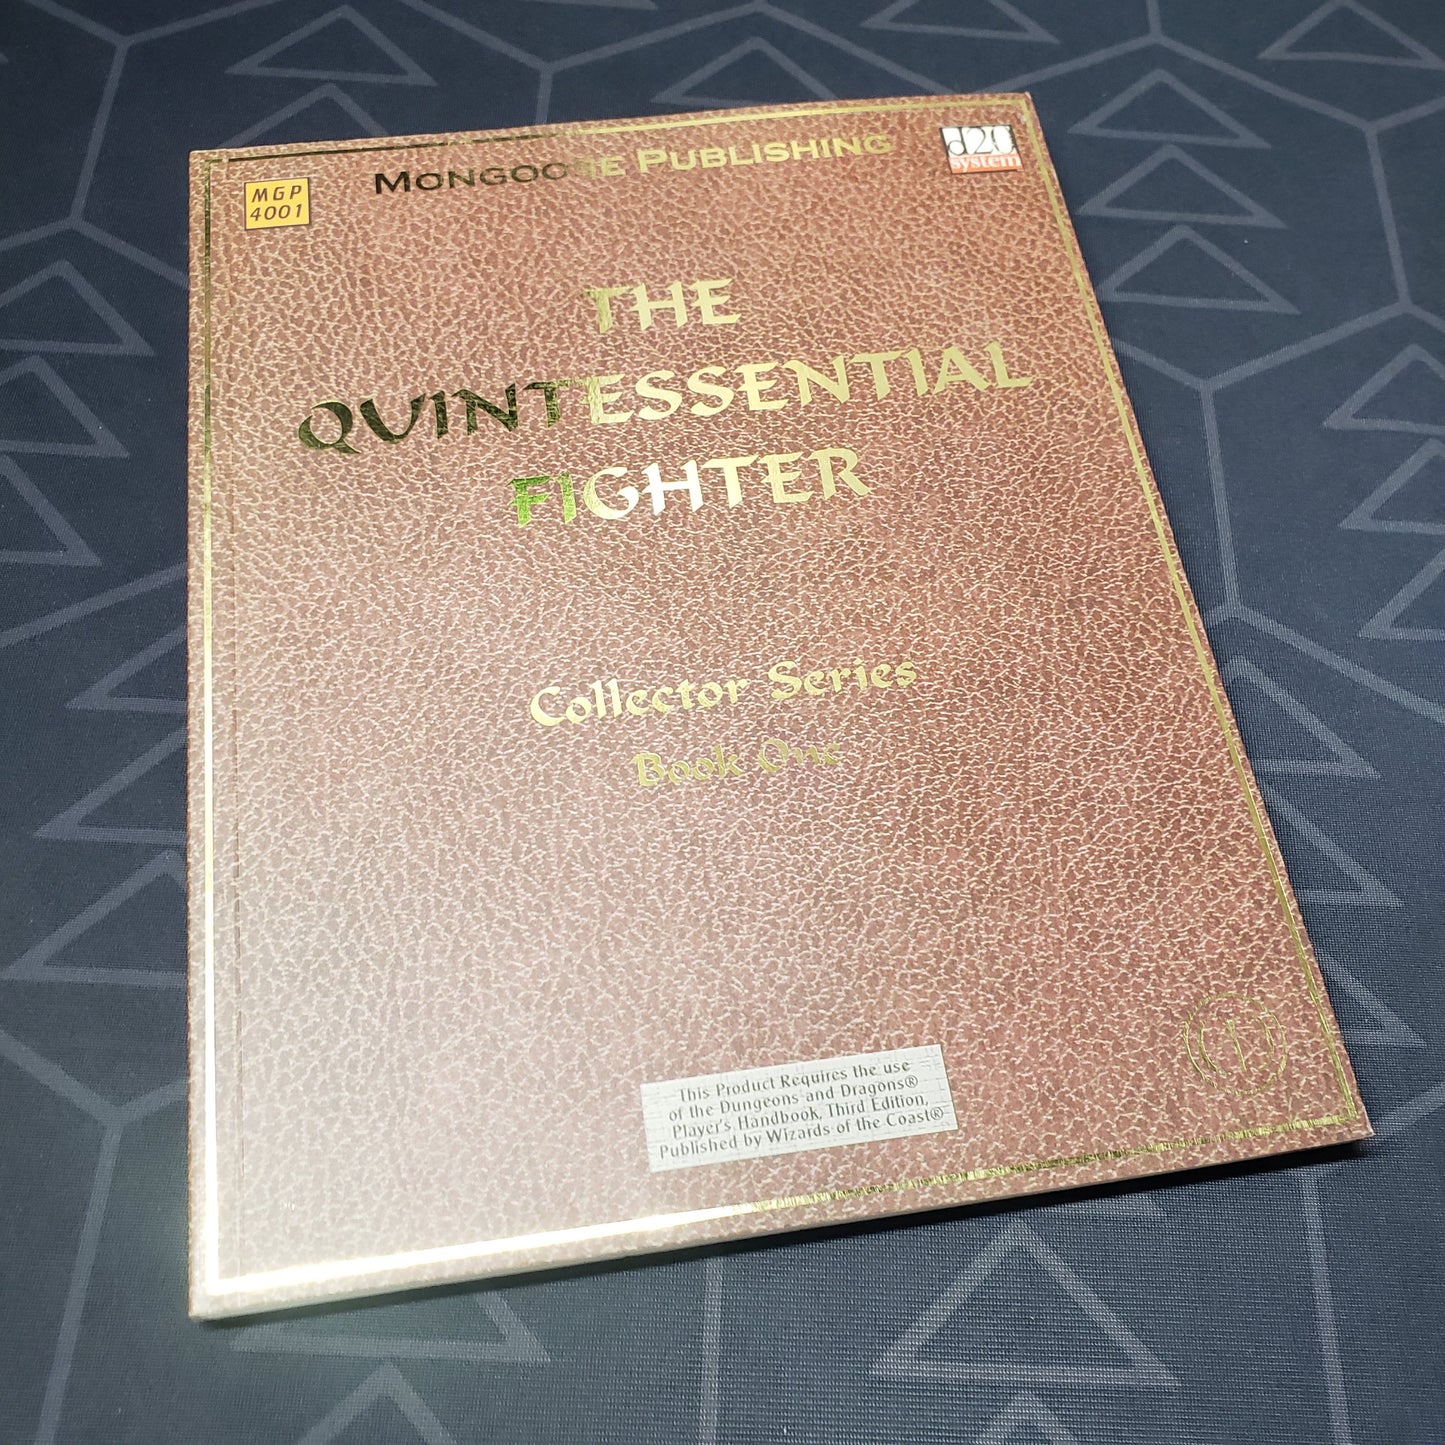 MONGOOSE PUBLISHING
d20
system
MGP
4001
THE
QUINTESSENTIAL
FIGHTER
Collector Series
Book One
This Product Requires the use
of the Dungeons and Dragons®
Player's Handbook, Third Edition,
Published by Wizards of the Coast®